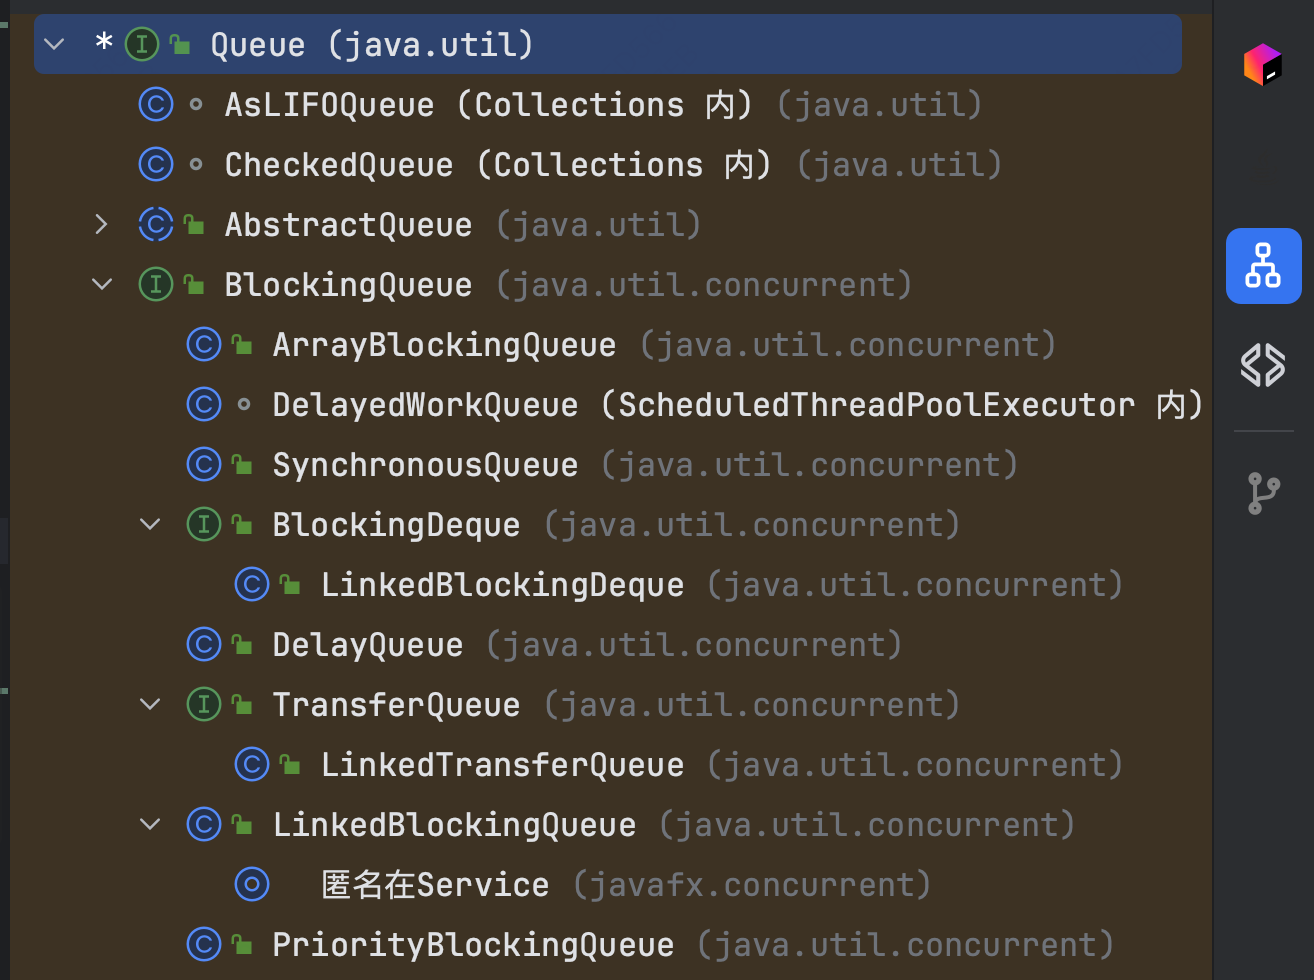 * Queue (java.util)
AsLIFOQueue (Collections 内) (java.util)
CheckedQueue (Collections 内) (java.util)
AbstractQueue (java.util)
BlockingQueue (java.util.concurrent)
ArrayBlockingQueue (java.util.concurrent)
DelayedWorkQueue (ScheduledThreadPoolExecutor 内)
SynchronousQueue (java.util.concurrent)
BlockingDeque (java.util.concurrent)
LinkedBlockingDeque (java.util.concurrent)
DelayQueue (java.util.concurrent)
TransferQueue (java.util.concurrent)
LinkedTransferQueue (java.util.concurrent)
LinkedBlockingQueue (java.util.concurrent)
匿名在Service (javafx.concurrent)
PriorityBlockingQueue (java.util.concurrent)